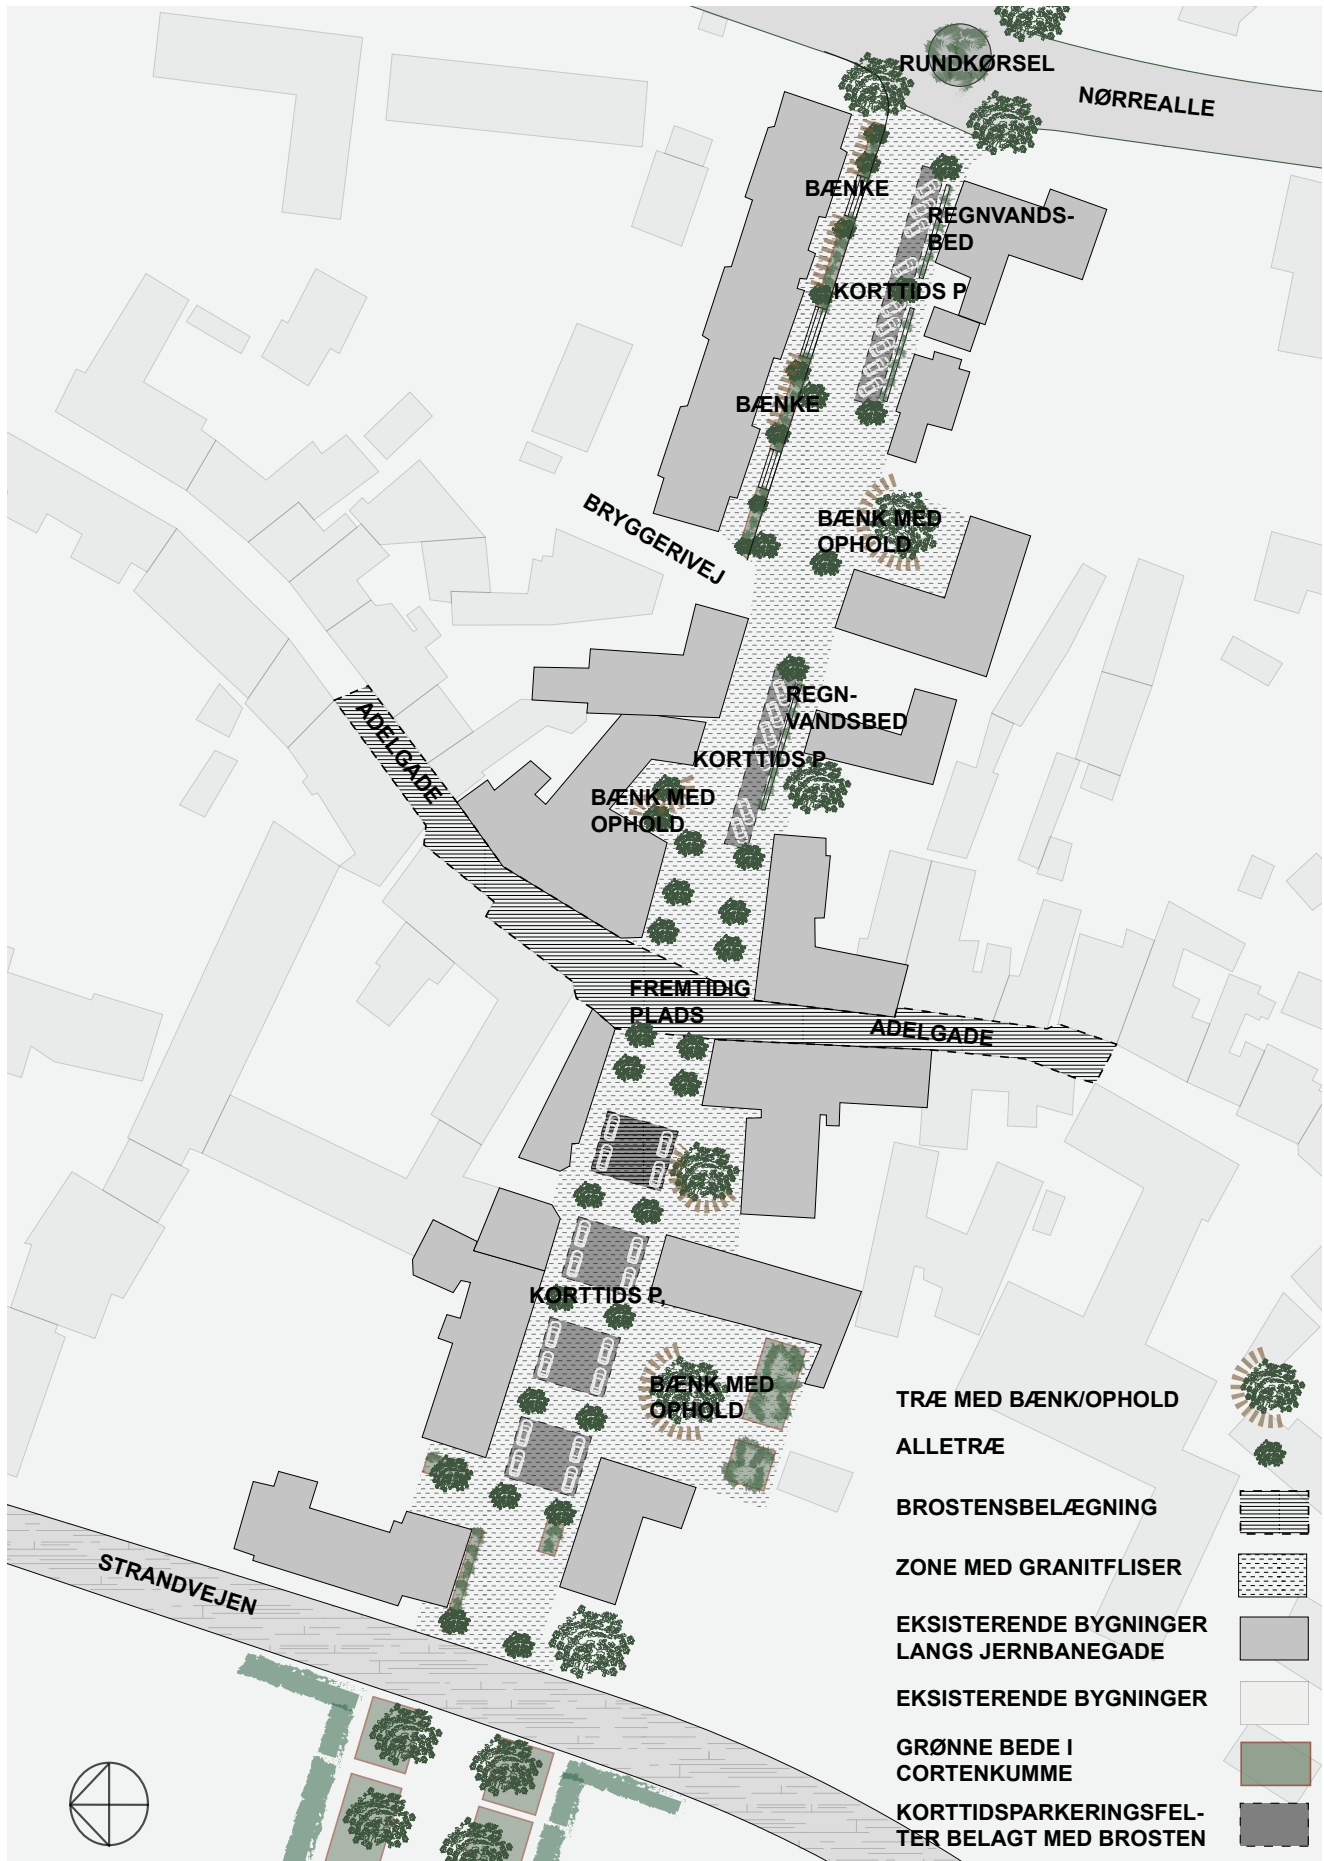 RUNDKØRSEL
NØRREALLE
BÆNKE
REGNVANDS-
BED
KORTTIDS P
BÆNKE
BRYGGERIVEJ
BÆNK MED
OPHOLD
REGN-
VANDSBED
KORTTIDS P
ADELGADE
BÆNK MED
OPHOLD
FREMTIDIG
PLADS
ADELGADE
KORTTIDS P,
BÆNK MED
OPHOLD
STRANDVEJEN
TRÆ MED BÆNK/OPHOLD
ALLETRÆ
BROSTENSBELÆGNING
ZONE MED GRANITFLISER
EKSISTERENDE BYGNINGER
LANGS JERNBANEGADE
EKSISTERENDE BYGNINGER
GRØNNE BEDE I
CORTENKUMME
KORTTIDSPARKERINGSFEL-
TER BELAGT MED BROSTEN